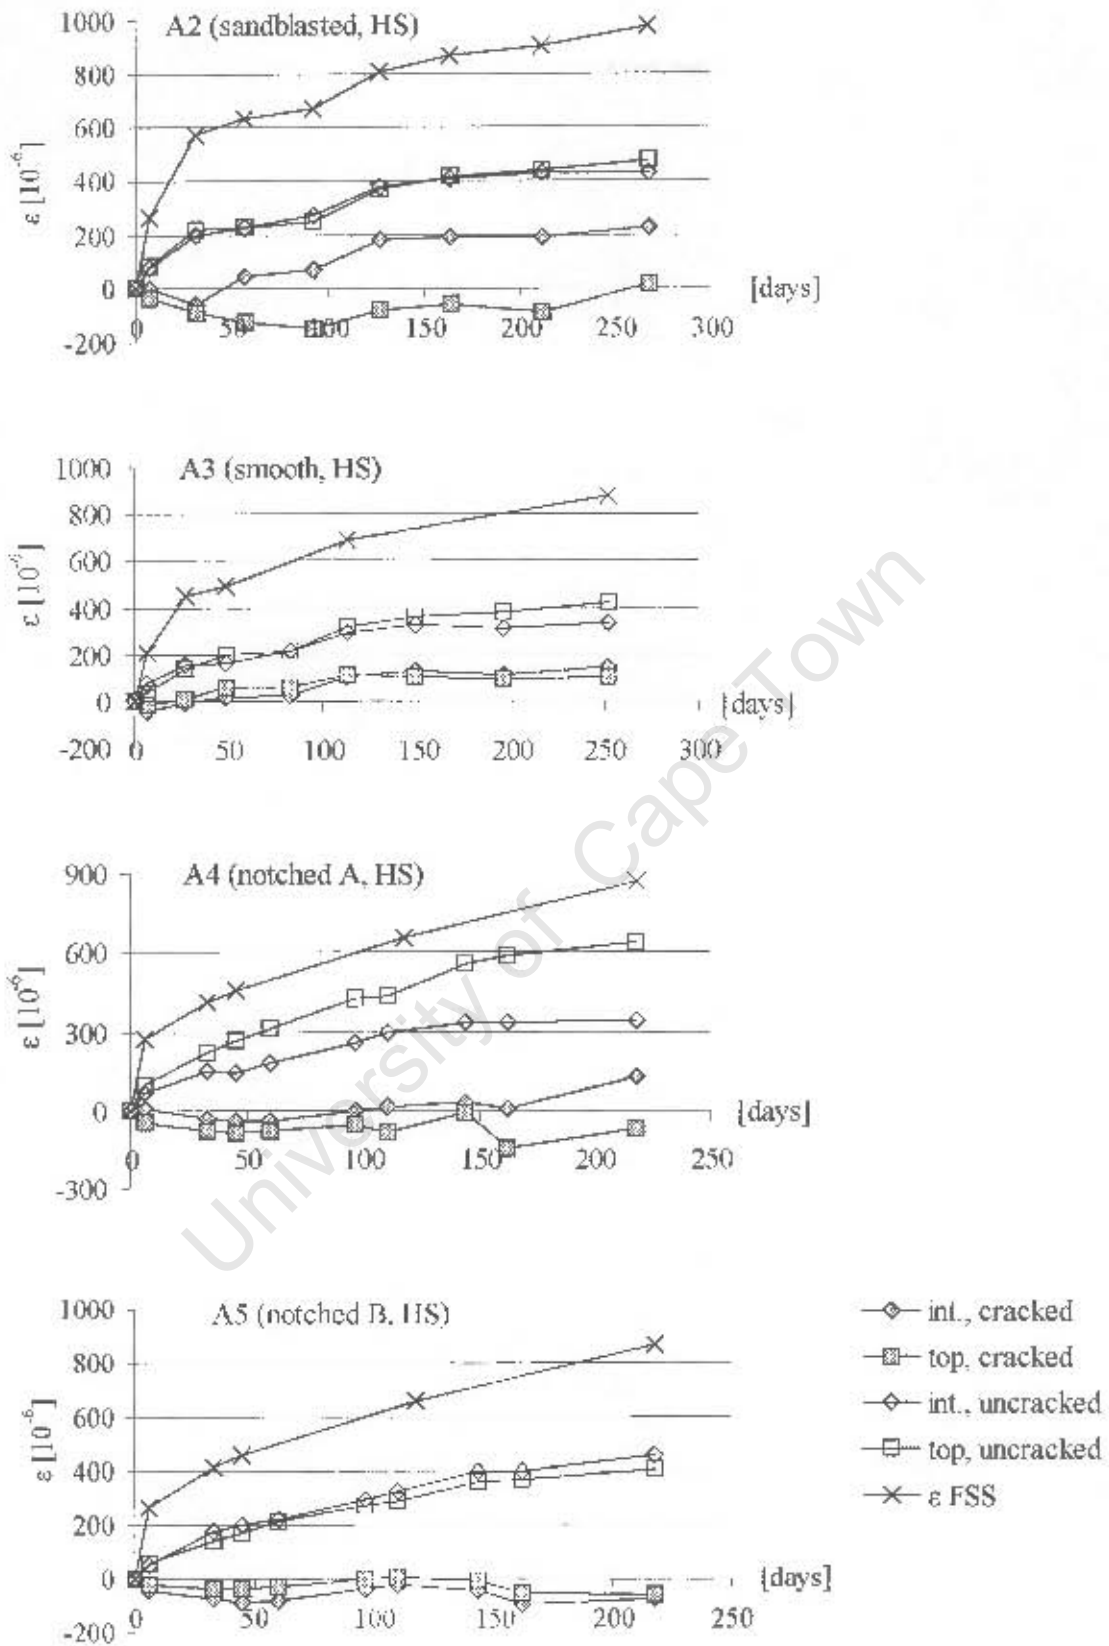 A2 (sandblasted, HS)
1000
800
600
400
200
0
-200
ε [10⁻⁶]
0 50 100 150 200 250 300
[days]
A3 (smooth, HS)
1000
800
600
400
200
0
-200
ε [10⁻⁶]
0 50 100 150 200 250 300
[days]
A4 (notched A, HS)
900
600
300
0
-300
ε [10⁻⁶]
0 50 100 150 200 250
[days]
A5 (notched B, HS)
1000
800
600
400
200
0
-200
ε [10⁻⁶]
0 50 100 150 200 250
[days]
int., cracked
top, cracked
int., uncracked
top, uncracked
ε FSS
University of Cape Town